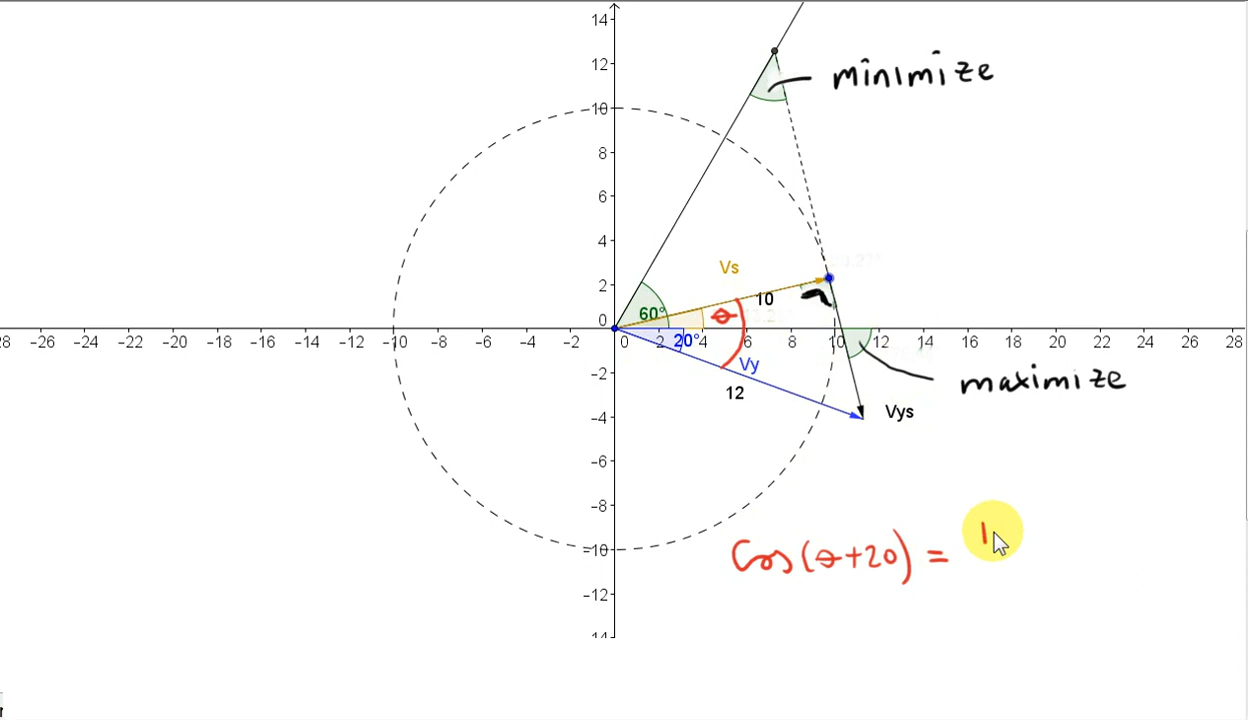 14
minimize
12
10
8
6
4
Vs
2
10
60°
θ
0
28 -26 -24 -22 -20 -18 -16 -14 -12 -10 -8 -6 -4 -2 0 2 4 6 8 10 12 14 16 18 20 22 24 26 28
20°
Vy
-2
maximize
12
-4
Vys
-6
-8
-10
Cos(θ+20) = 1
-12
14